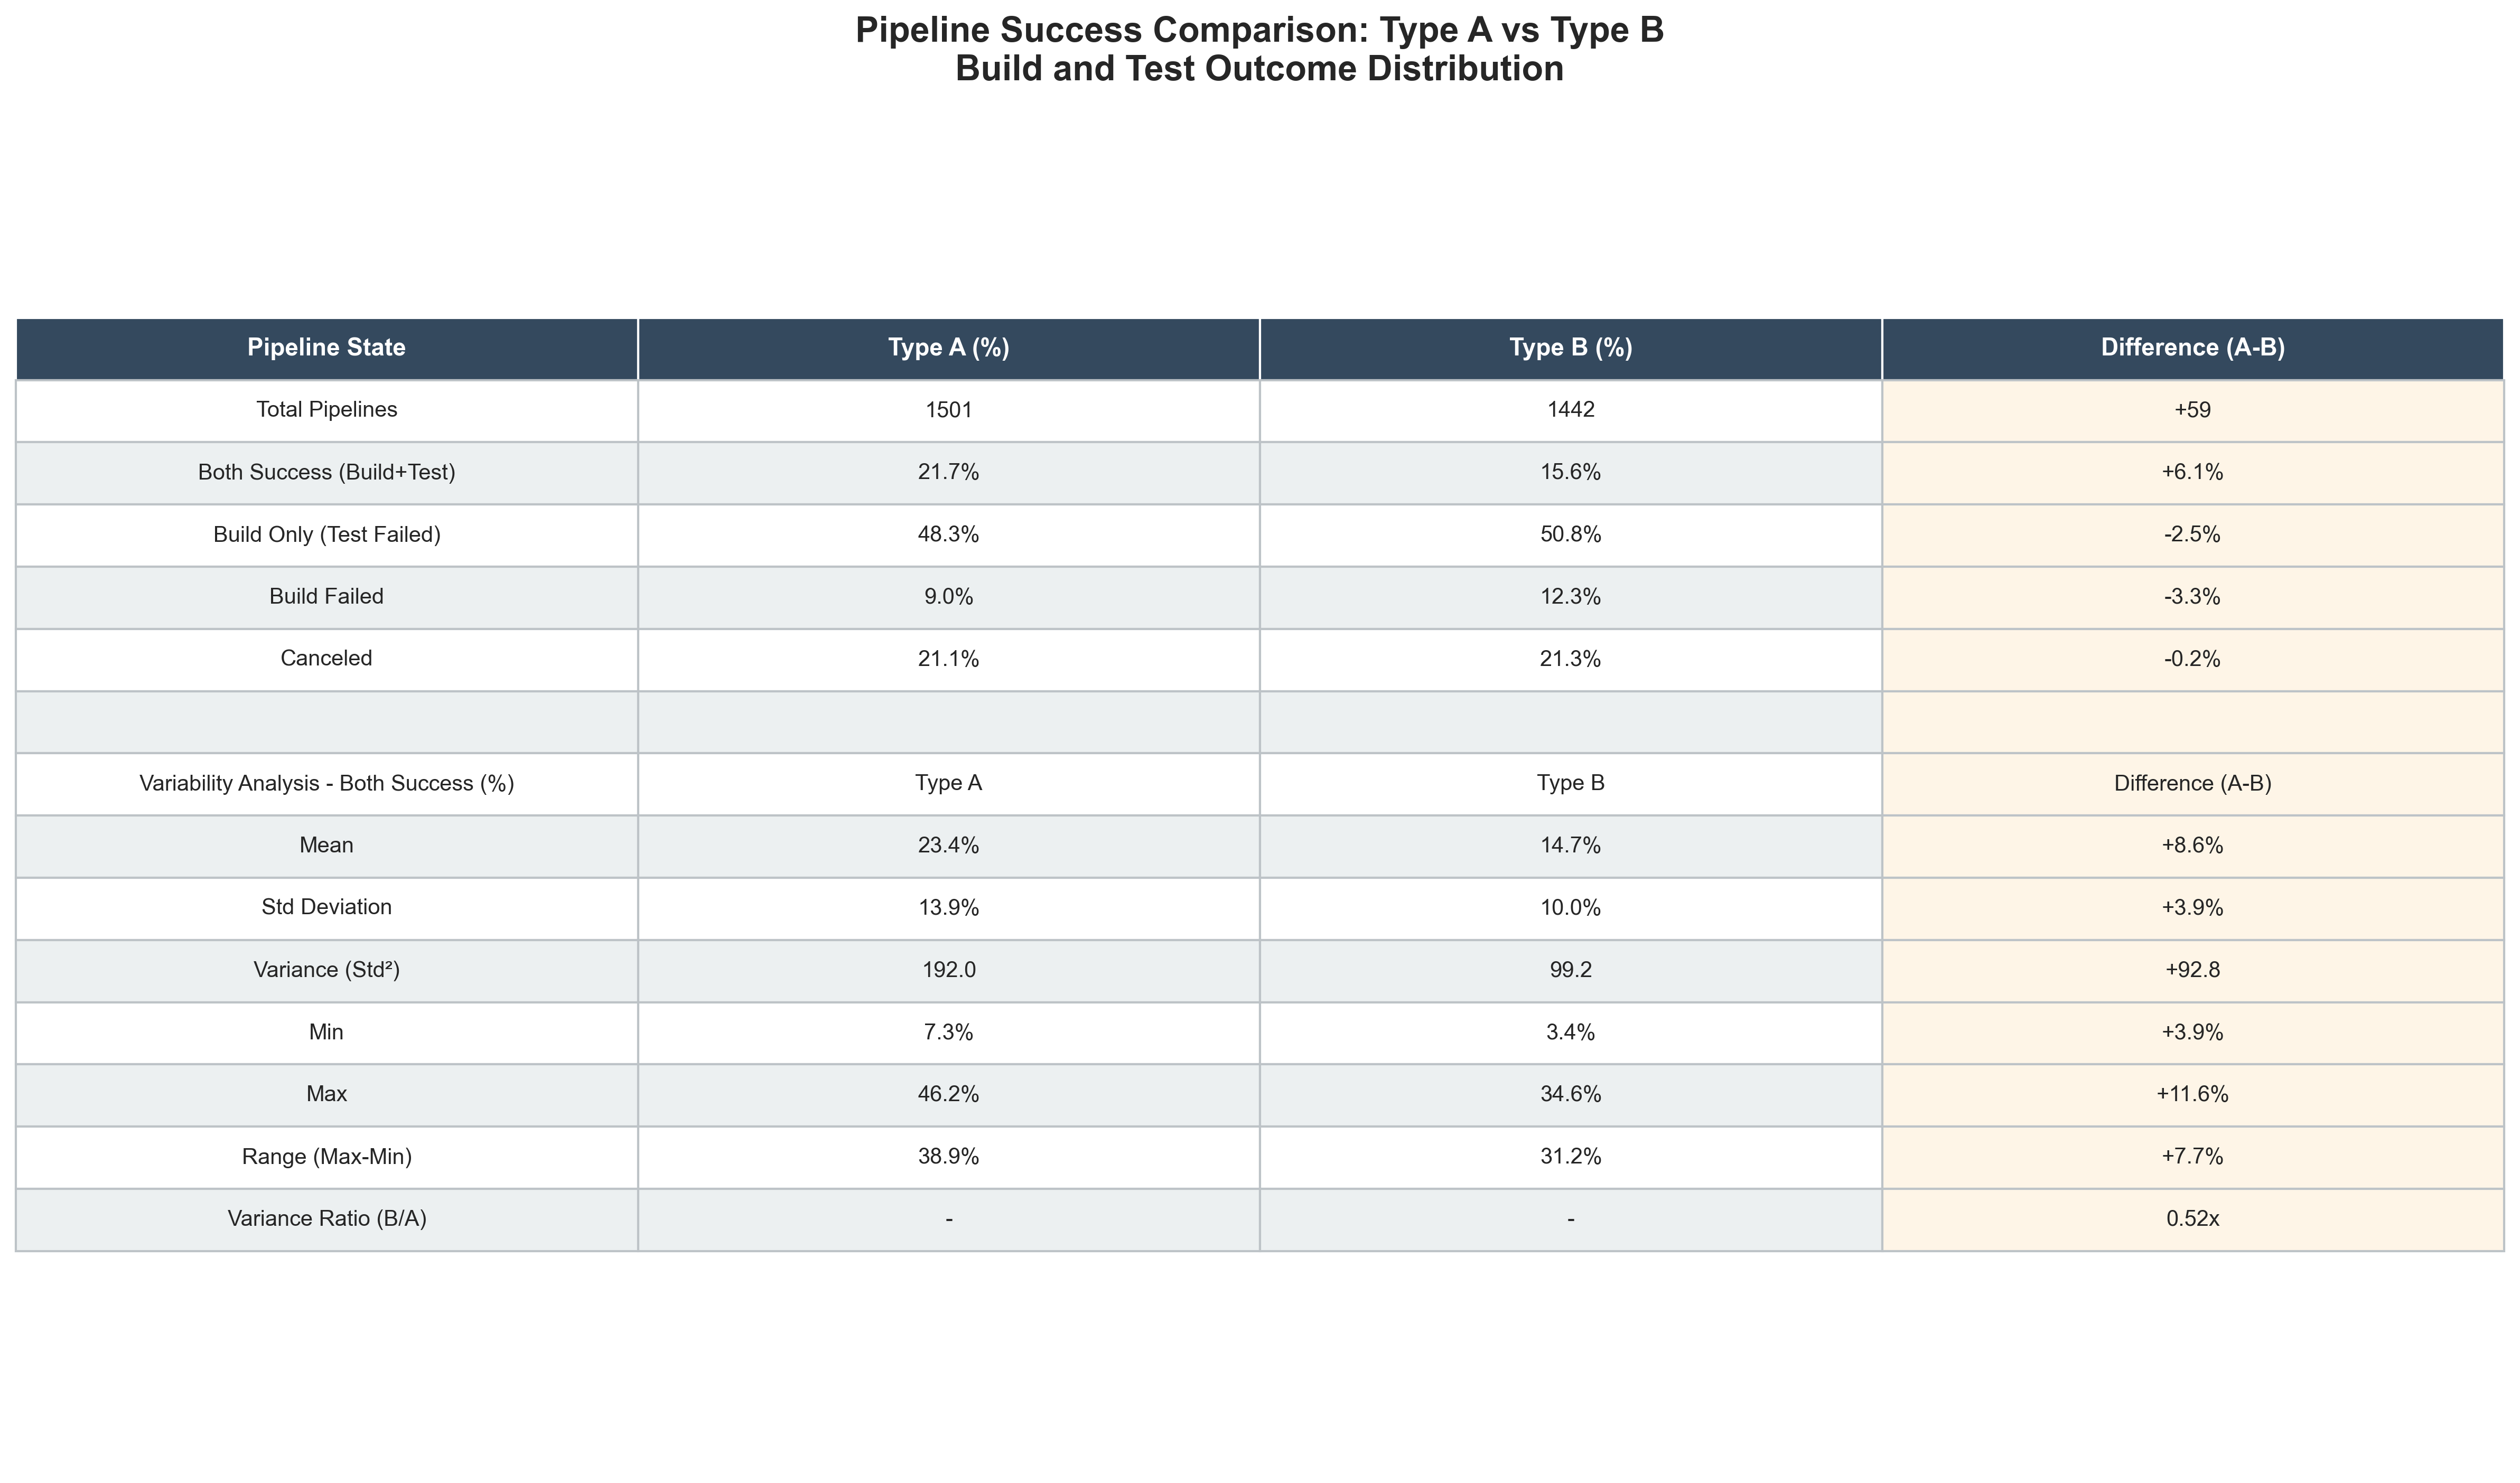 Pipeline Success Comparison: Type A vs Type B
Build and Test Outcome Distribution
Pipeline State Type A (%) Type B (%) Difference (A-B)
Total Pipelines 1501 1442 +59
Both Success (Build+Test) 21.7% 15.6% +6.1%
Build Only (Test Failed) 48.3% 50.8% -2.5%
Build Failed 9.0% 12.3% -3.3%
Canceled 21.1% 21.3% -0.2%
Variability Analysis - Both Success (%) Type A Type B Difference (A-B)
Mean 23.4% 14.7% +8.6%
Std Deviation 13.9% 10.0% +3.9%
Variance (Std²) 192.0 99.2 +92.8
Min 7.3% 3.4% +3.9%
Max 46.2% 34.6% +11.6%
Range (Max-Min) 38.9% 31.2% +7.7%
Variance Ratio (B/A) - - 0.52x